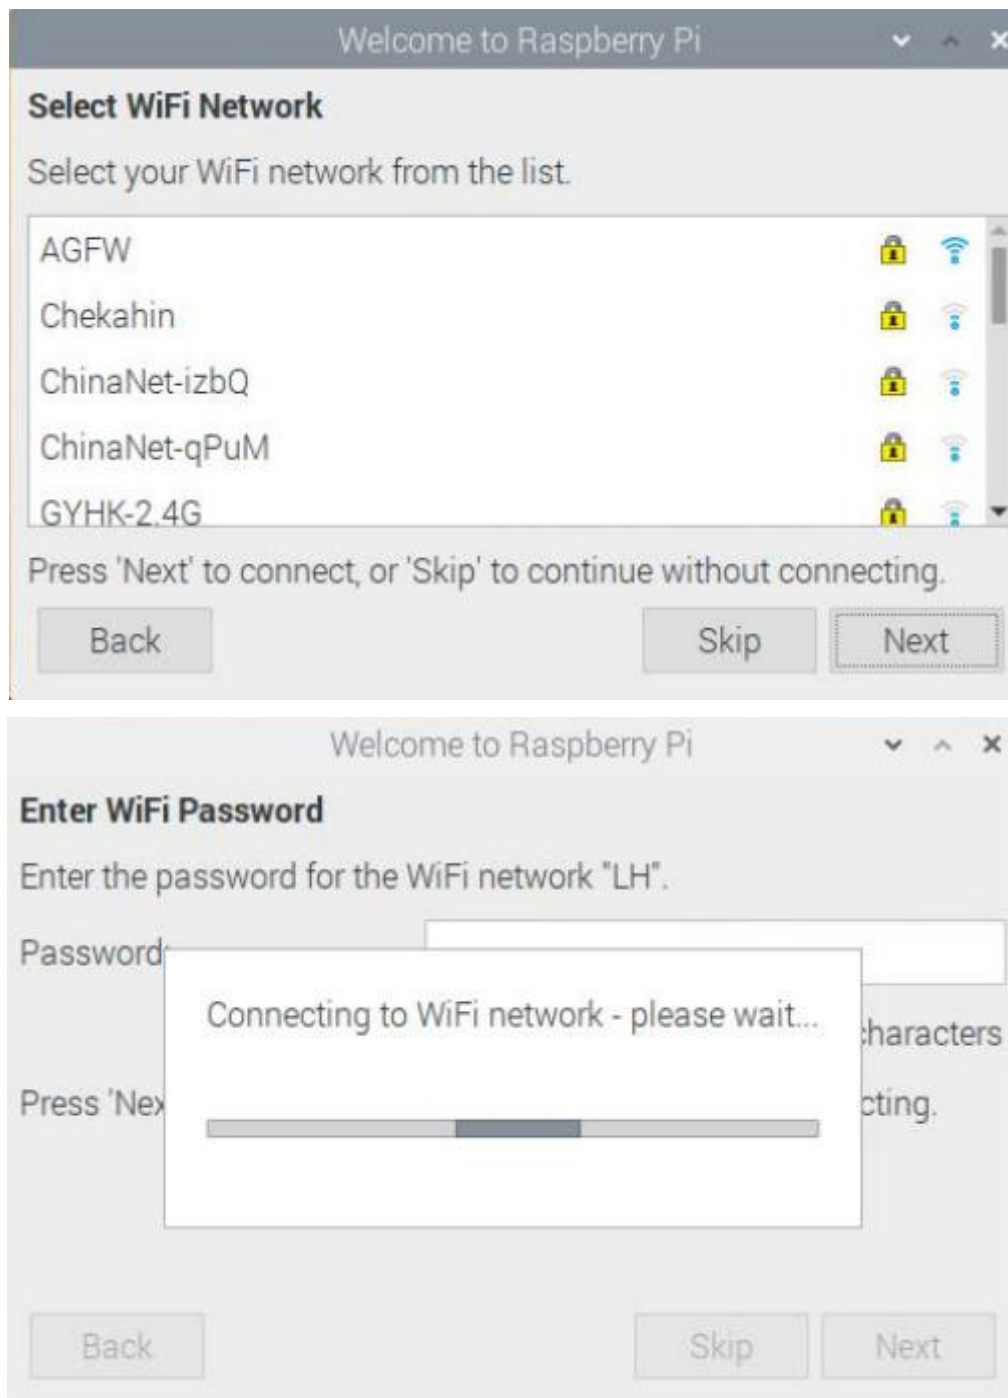 Welcome to Raspberry Pi
Select WiFi Network
Select your WiFi network from the list.
AGFW
Chekahin
ChinaNet-izbQ
ChinaNet-qPuM
GYHK-2.4G
Press 'Next' to connect, or 'Skip' to continue without connecting.
Back Skip Next
Welcome to Raspberry Pi
Enter WiFi Password
Enter the password for the WiFi network "LH".
Password:
Connecting to WiFi network - please wait...
characters
Press 'Nex cting.
Back Skip Next